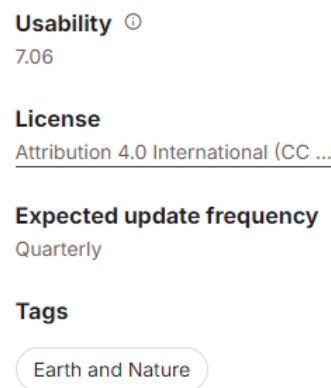 Usability
7.06
License
Attribution 4.0 International (CC ...
Expected update frequency
Quarterly
Tags
Earth and Nature